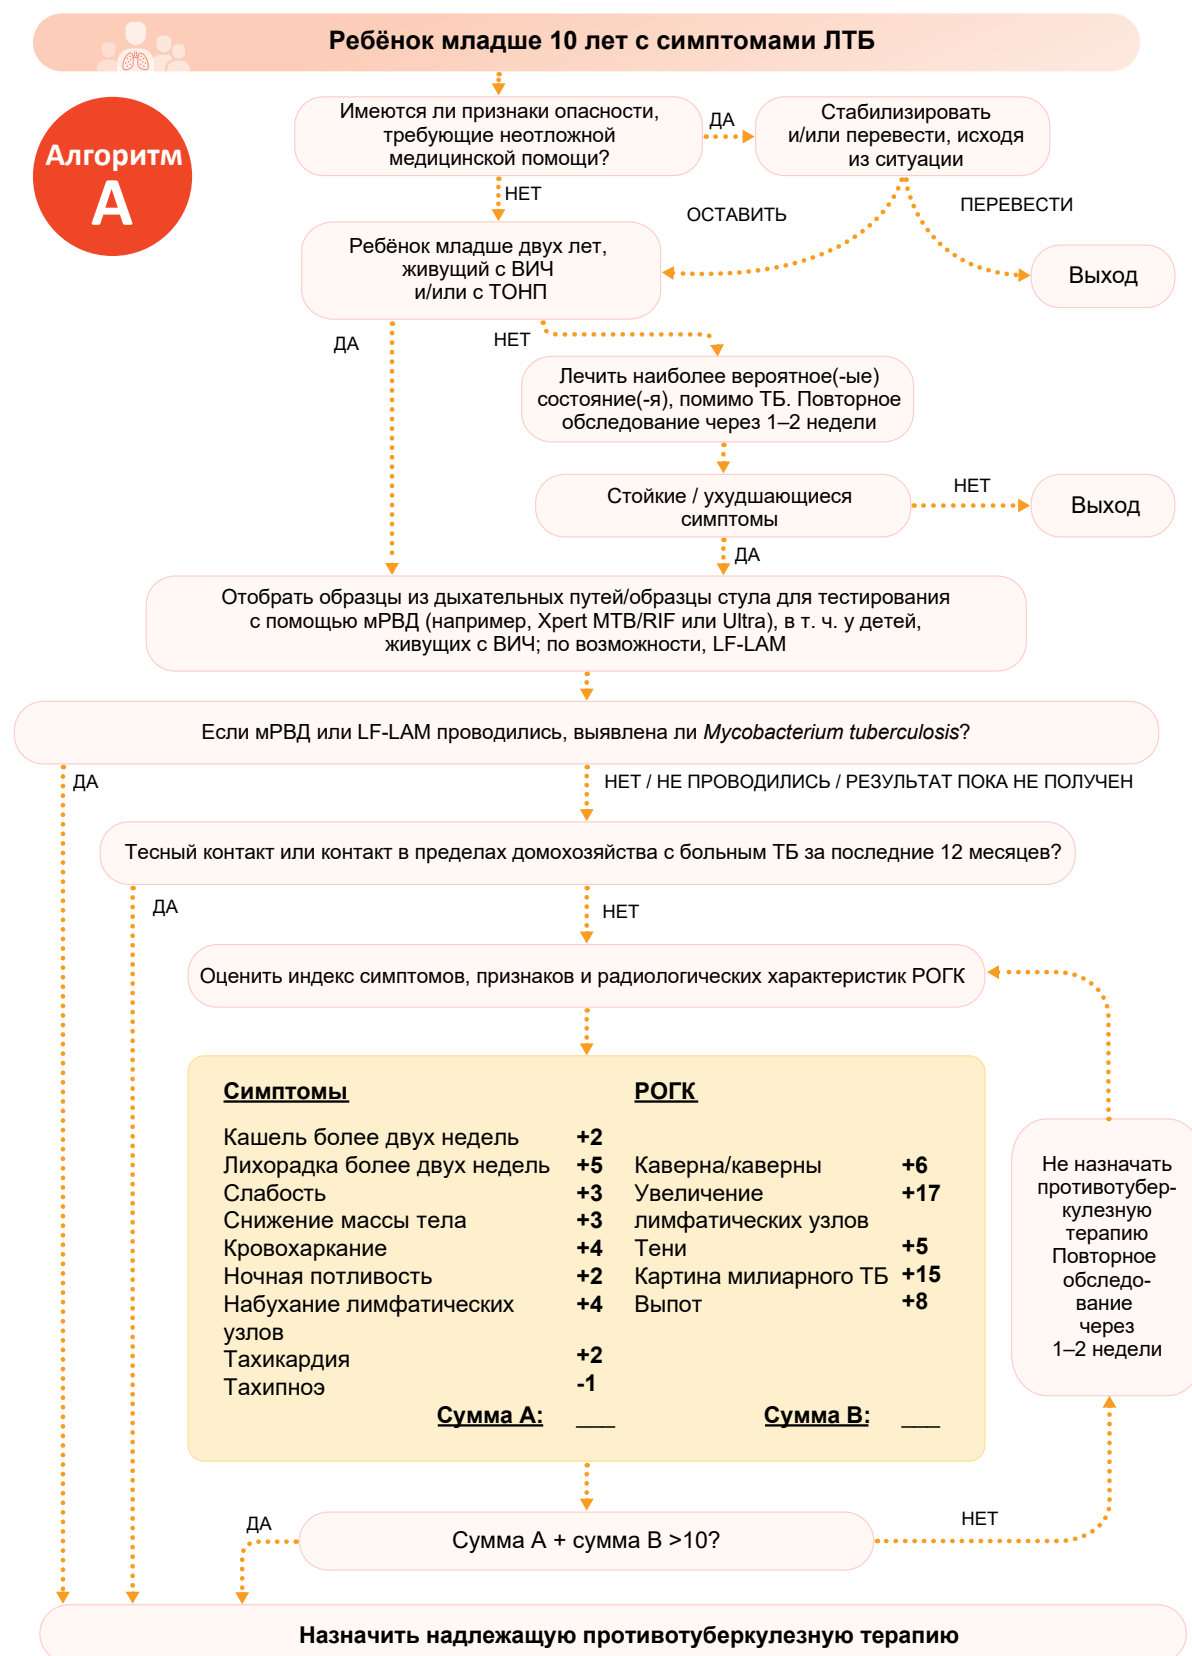 Ребёнок младше 10 лет с симптомами ЛТБ
Алгоритм
А
Имеются ли признаки опасности,
требующие неотложной
медицинской помощи?
ДА
Стабилизировать
и/или перевести, исходя
из ситуации
НЕТ
ОСТАВИТЬ
ПЕРЕВЕСТИ
Ребёнок младше двух лет,
живущий с ВИЧ
и/или с ТОНП
Выход
ДА
НЕТ
Лечить наиболее вероятное(-ые)
состояние(-я), помимо ТБ. Повторное
обследование через 1–2 недели
Стойкие / ухудшающиеся
симптомы
НЕТ
Выход
ДА
Отобрать образцы из дыхательных путей/образцы стула для тестирования
с помощью мРВД (например, Xpert MTB/RIF или Ultra), в т. ч. у детей,
живущих с ВИЧ; по возможности, LF-LAM
Если мРВД или LF-LAM проводились, выявлена ли Mycobacterium tuberculosis?
ДА
НЕТ / НЕ ПРОВОДИЛИСЬ / РЕЗУЛЬТАТ ПОКА НЕ ПОЛУЧЕН
Тесный контакт или контакт в пределах домохозяйства с больным ТБ за последние 12 месяцев?
ДА
НЕТ
Оценить индекс симптомов, признаков и радиологических характеристик РОГК
Симптомы
Кашель более двух недель +2
Лихорадка более двух недель +5
Слабость +3
Снижение массы тела +3
Кровохаркание +4
Ночная потливость +2
Набухание лимфатических +4
узлов
Тахикардия +2
Тахипноэ -1
Сумма А: ___
РОГК
Каверна/каверны +6
Увеличение +17
лимфатических узлов
Тени +5
Картина милиарного ТБ +15
Выпот +8
Сумма В: ___
Не назначать
противотубер-
кулезную
терапию
Повторное
обследо-
вание
через
1–2 недели
ДА
Сумма А + сумма В >10?
НЕТ
Назначить надлежащую противотуберкулезную терапию